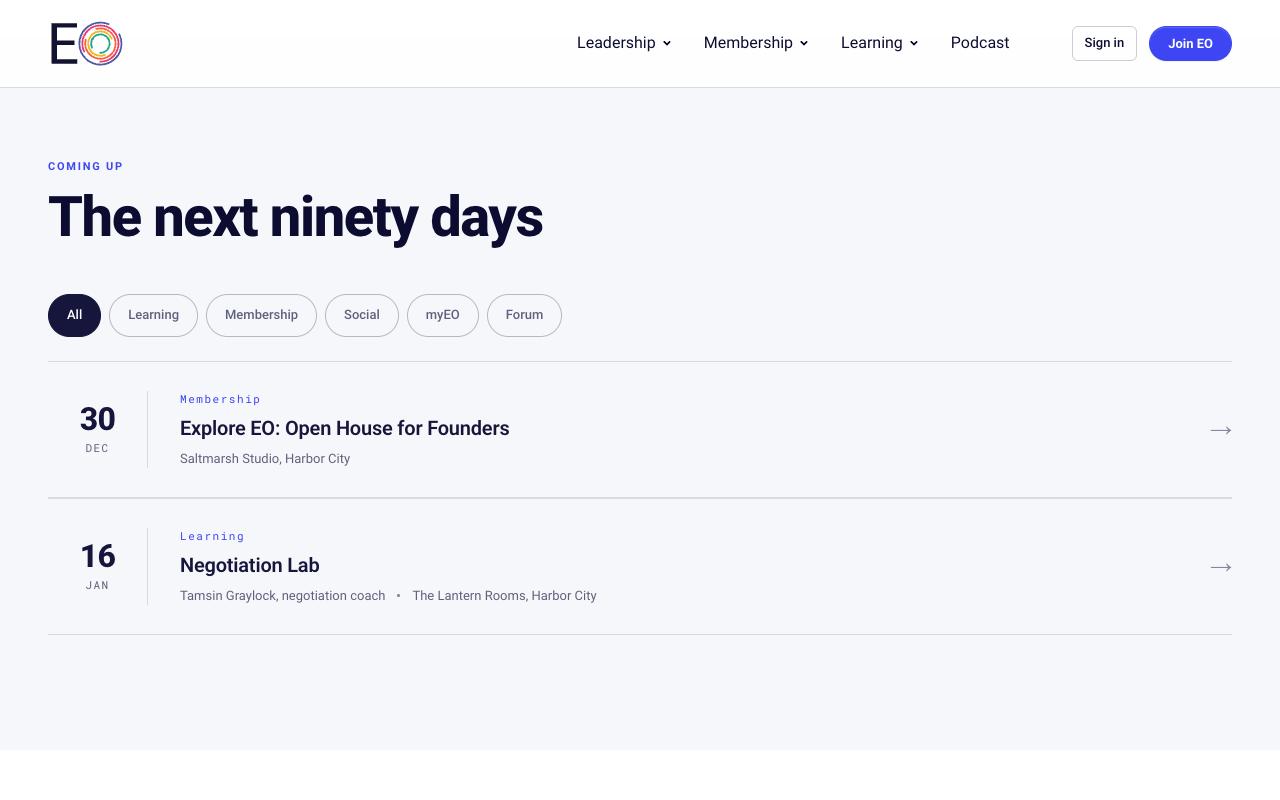 EO
Leadership
Membership
Learning
Podcast
Sign in
Join EO
COMING UP
The next ninety days
All
Learning
Membership
Social
myEO
Forum
30
DEC
Membership
Explore EO: Open House for Founders
Saltmarsh Studio, Harbor City
16
JAN
Learning
Negotiation Lab
Tamsin Graylock, negotiation coach • The Lantern Rooms, Harbor City